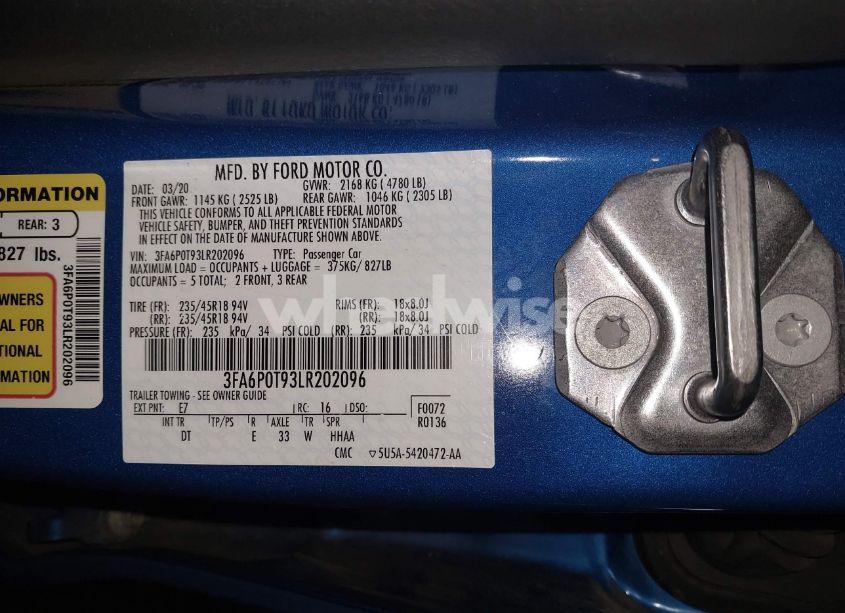 MFD. BY FORD MOTOR CO.
DATE: 03/20 GVWR: 2168 KG ( 4780 LB)
FRONT GAWR: 1145 KG ( 2525 LB) REAR GAWR: 1046 KG ( 2305 LB)
THIS VEHICLE CONFORMS TO ALL APPLICABLE FEDERAL MOTOR
VEHICLE SAFETY, BUMPER, AND THEFT PREVENTION STANDARDS
IN EFFECT ON THE DATE OF MANUFACTURE SHOWN ABOVE.
VIN: 3FA6P0T93LR202096 TYPE: Passenger Car
MAXIMUM LOAD = OCCUPANTS + LUGGAGE = 375KG/ 827LB
OCCUPANTS = 5 TOTAL; 2 FRONT, 3 REAR
TIRE (FR): 235/45R18 94V RIMS (FR): 18x8.0J
(RR): 235/45R18 94V (RR): 18x8.0J
PRESSURE (FR): 235 kPa/ 34 PSI COLD (RR): 235 kPa/ 34 PSI COLD
3FA6P0T93LR202096
TRAILER TOWING - SEE OWNER GUIDE
EXT PNT: E7 RC: 16 DSO: F0072
INT TR TP/PS R AXLE TR SPR R0136
DT E 33 W HHAA
CMC ▽5U5A-5420472-AA
FORMATION
REAR: 3
827 lbs.
WNERS
AL FOR
TIONAL
ORMATION
3FA6P0T93LR202096
wheelwise